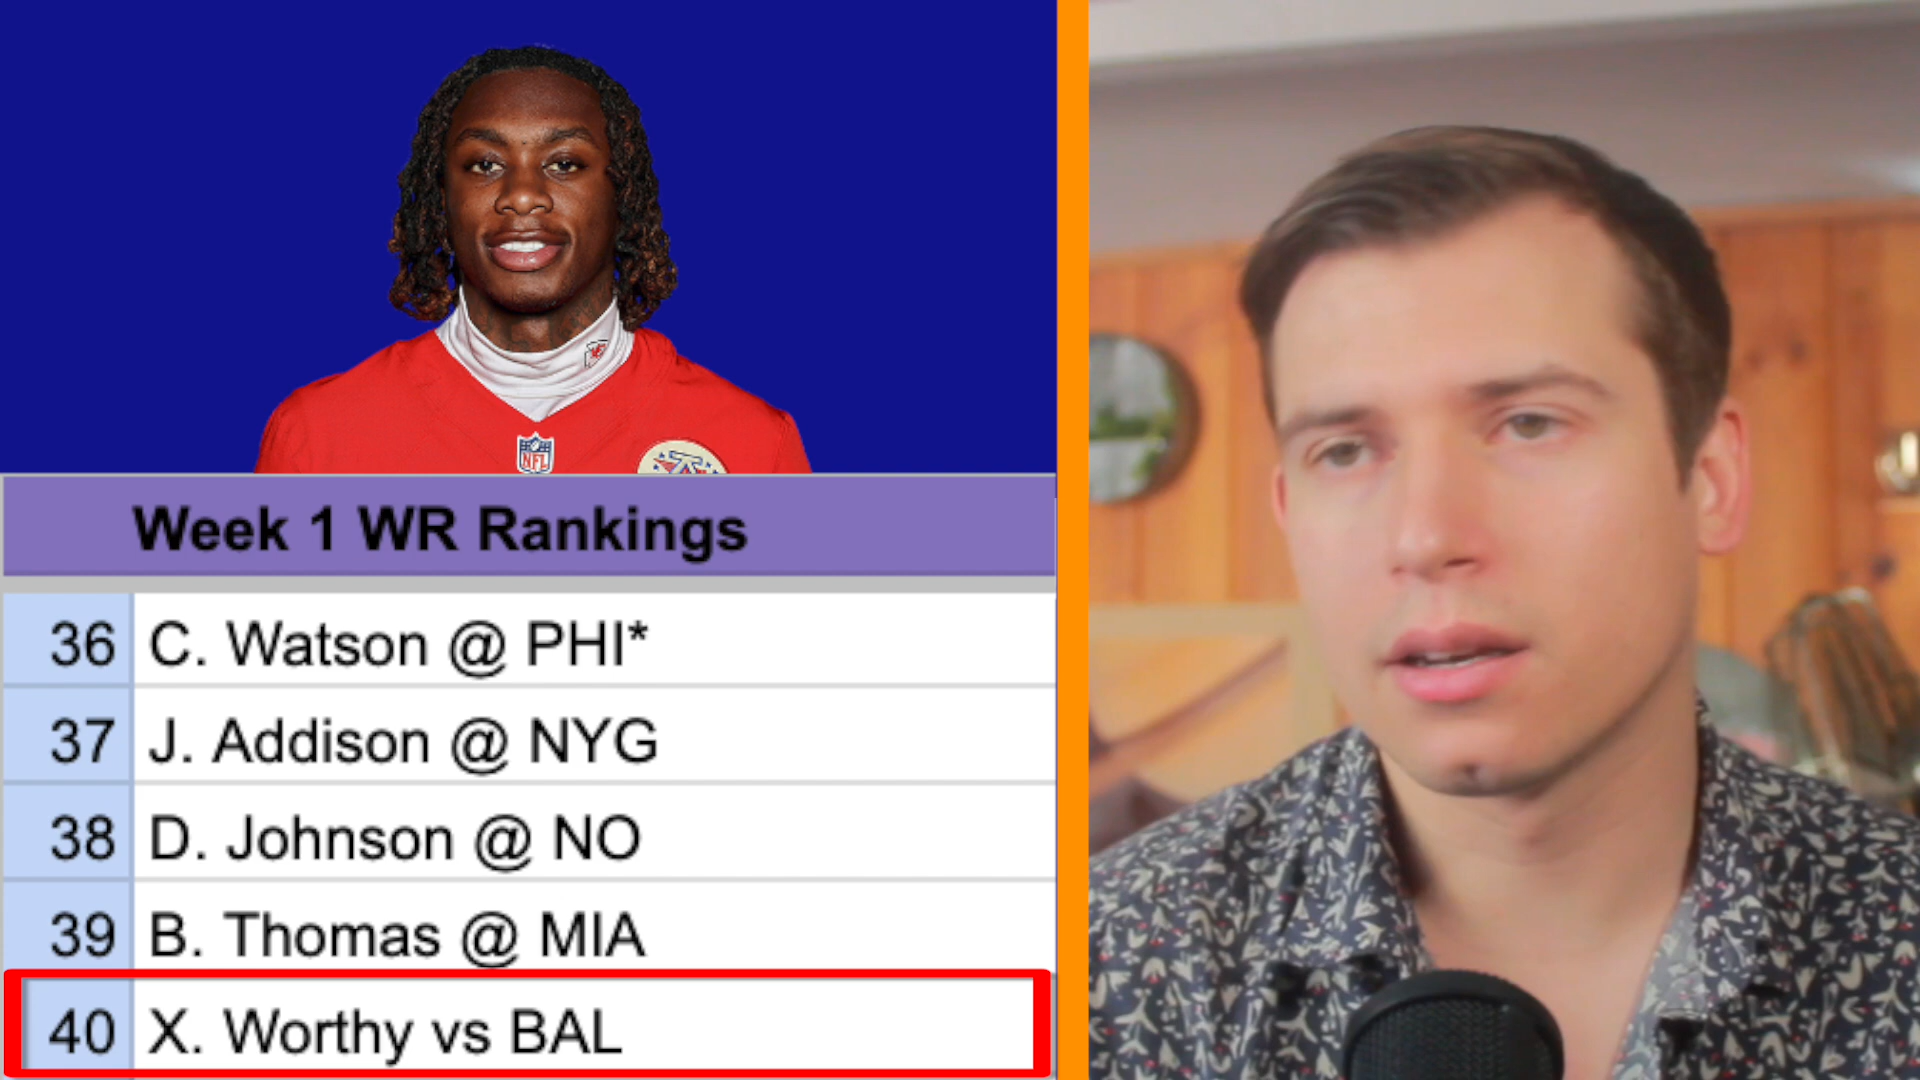 NFL
Week 1 WR Rankings
36 C. Watson @ PHI*
37 J. Addison @ NYG
38 D. Johnson @ NO
39 B. Thomas @ MIA
40 X. Worthy vs BAL